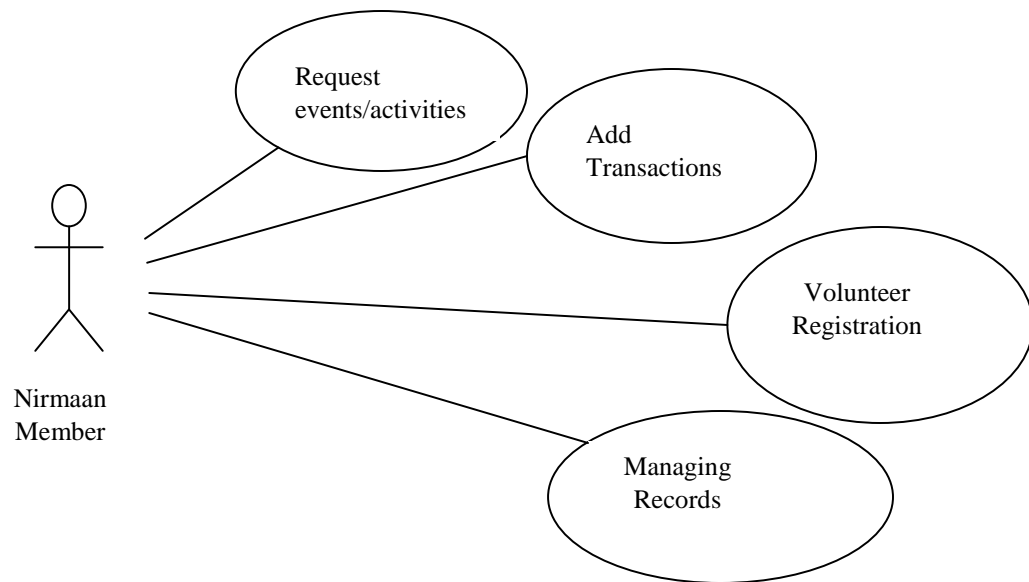 Request
events/activities
Add
Transactions
Volunteer
Registration
Nirmaan
Member
Managing
Records